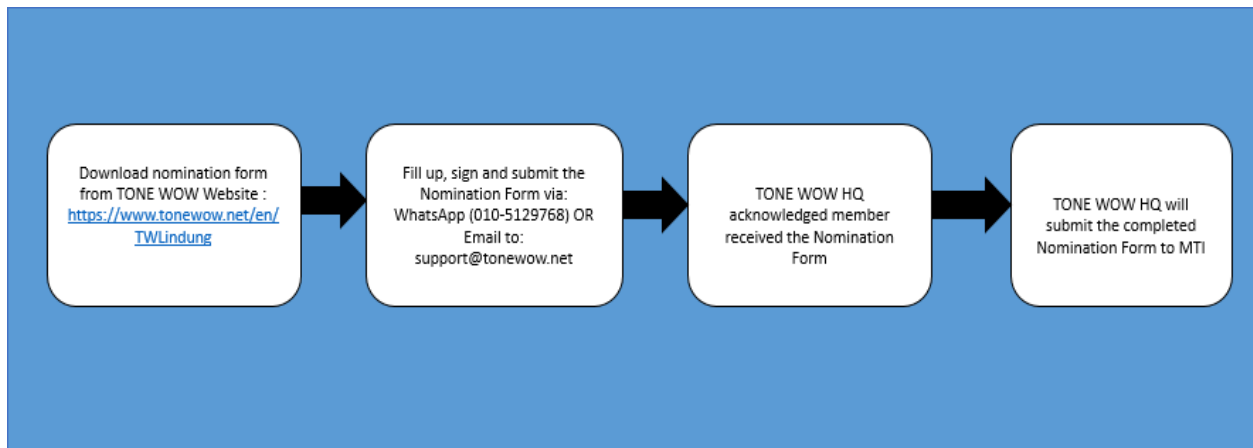 Download nomination form
from TONE WOW Website :
https://www.tonewow.net/en/
TWLindung
Fill up, sign and submit the
Nomination Form via:
WhatsApp (010-5129768) OR
Email to:
support@tonewow.net
TONE WOW HQ
acknowledged member
received the Nomination
Form
TONE WOW HQ will
submit the completed
Nomination Form to MTI